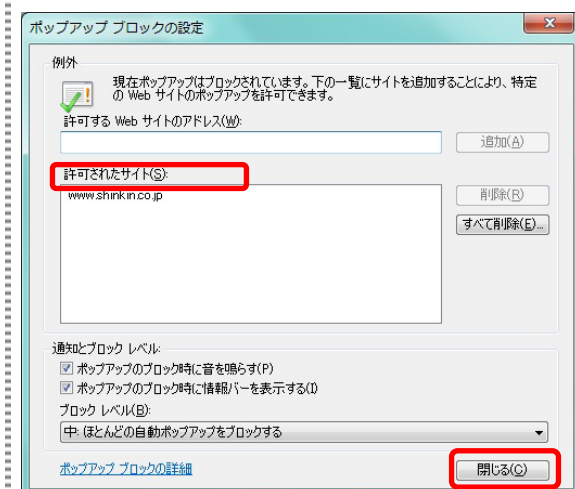 ポップアップ ブロックの設定
例外
現在ポップアップはブロックされています。下の一覧にサイトを追加することにより、特定
の Web サイトのポップアップを許可できます。
許可する Web サイトのアドレス(W):
追加(A)
許可されたサイト(S):
www.shinkin.co.jp
削除(R)
すべて削除(E)...
通知とブロック レベル:
ポップアップのブロック時に音を鳴らす(P)
ポップアップのブロック時に情報バーを表示する(I)
ブロック レベル(B):
中: ほとんどの自動ポップアップをブロックする
ポップアップ ブロックの詳細
閉じる(C)